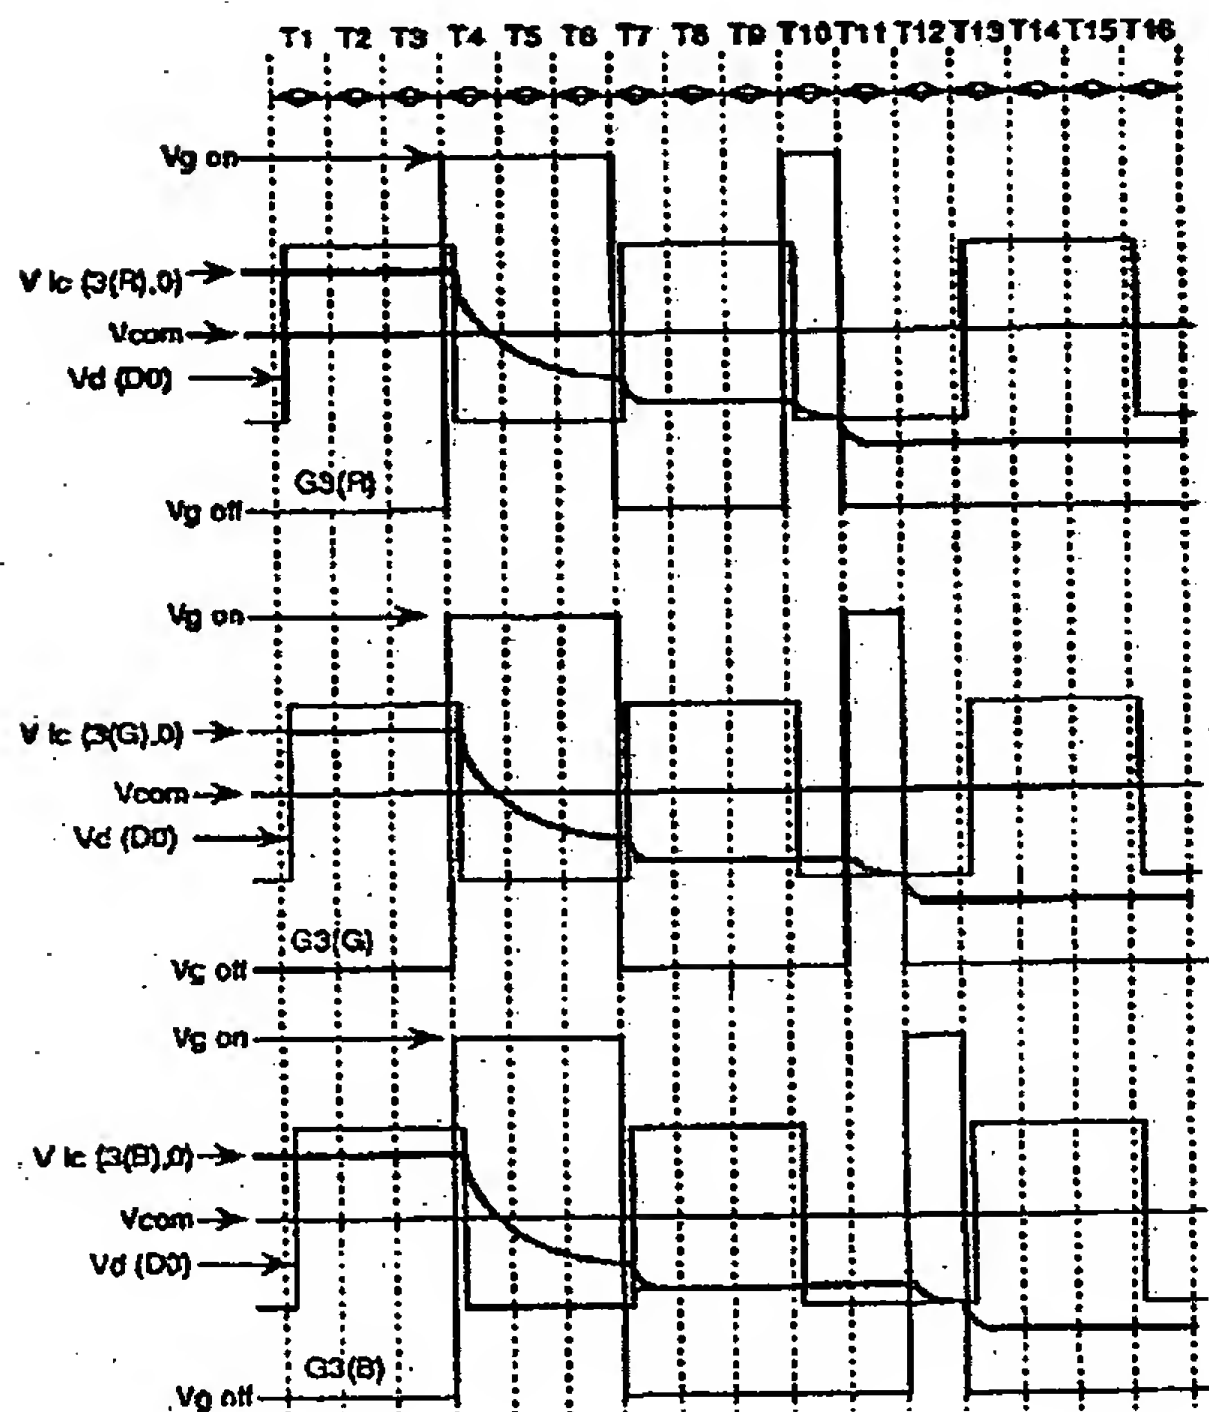 T1 T2 T3 T4 T5 T6 T7 T8 T9 T10 T11 T12 T13 T14 T15 T16
Vg on
V lc (3(R),0)
Vcom
Vd (D0)
G3(R)
Vg off
Vg on
V lc (3(G),0)
Vcom
Vd (D0)
G3(G)
Vg off
Vg on
V lc (3(B),0)
Vcom
Vd (D0)
G3(B)
Vg off